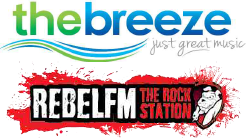 thebreeze
just great music
REBELFM THE ROCK
STATION